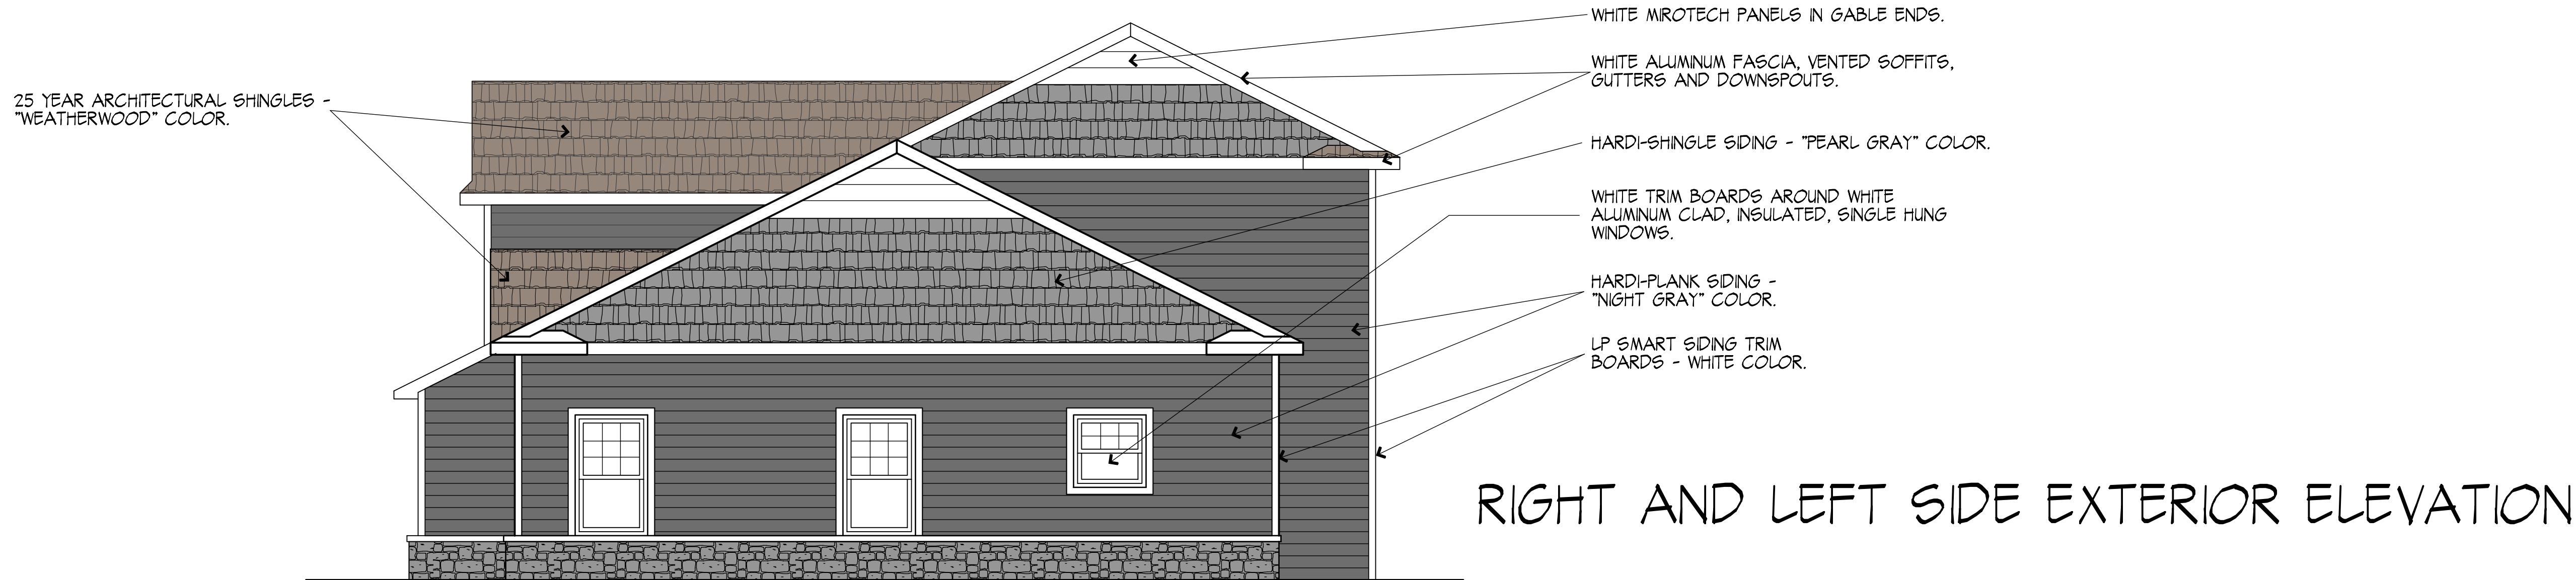 25 YEAR ARCHITECTURAL SHINGLES -
"WEATHERWOOD" COLOR.
WHITE MIROTECH PANELS IN GABLE ENDS.
WHITE ALUMINUM FASCIA, VENTED SOFFITS,
GUTTERS AND DOWNSPOUTS.
HARDI-SHINGLE SIDING - "PEARL GRAY" COLOR.
WHITE TRIM BOARDS AROUND WHITE
ALUMINUM CLAD, INSULATED, SINGLE HUNG
WINDOWS.
HARDI-PLANK SIDING -
"NIGHT GRAY" COLOR.
LP SMART SIDING TRIM
BOARDS - WHITE COLOR.
RIGHT AND LEFT SIDE EXTERIOR ELEVATION